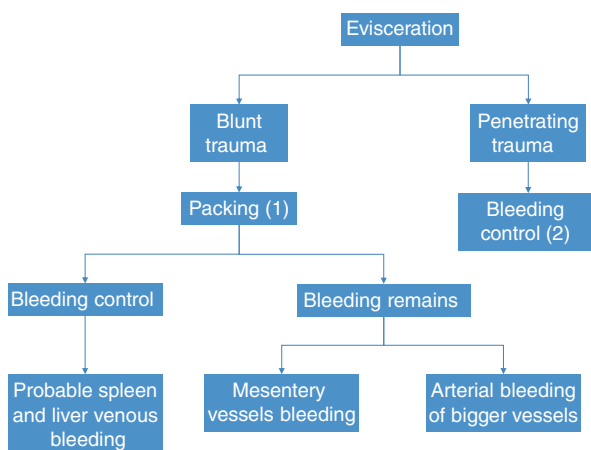 Evisceration
Blunt
trauma
Penetrating
trauma
Packing (1)
Bleeding
control (2)
Bleeding control
Bleeding remains
Probable spleen
and liver venous
bleeding
Mesentery
vessels bleeding
Arterial bleeding
of bigger vessels